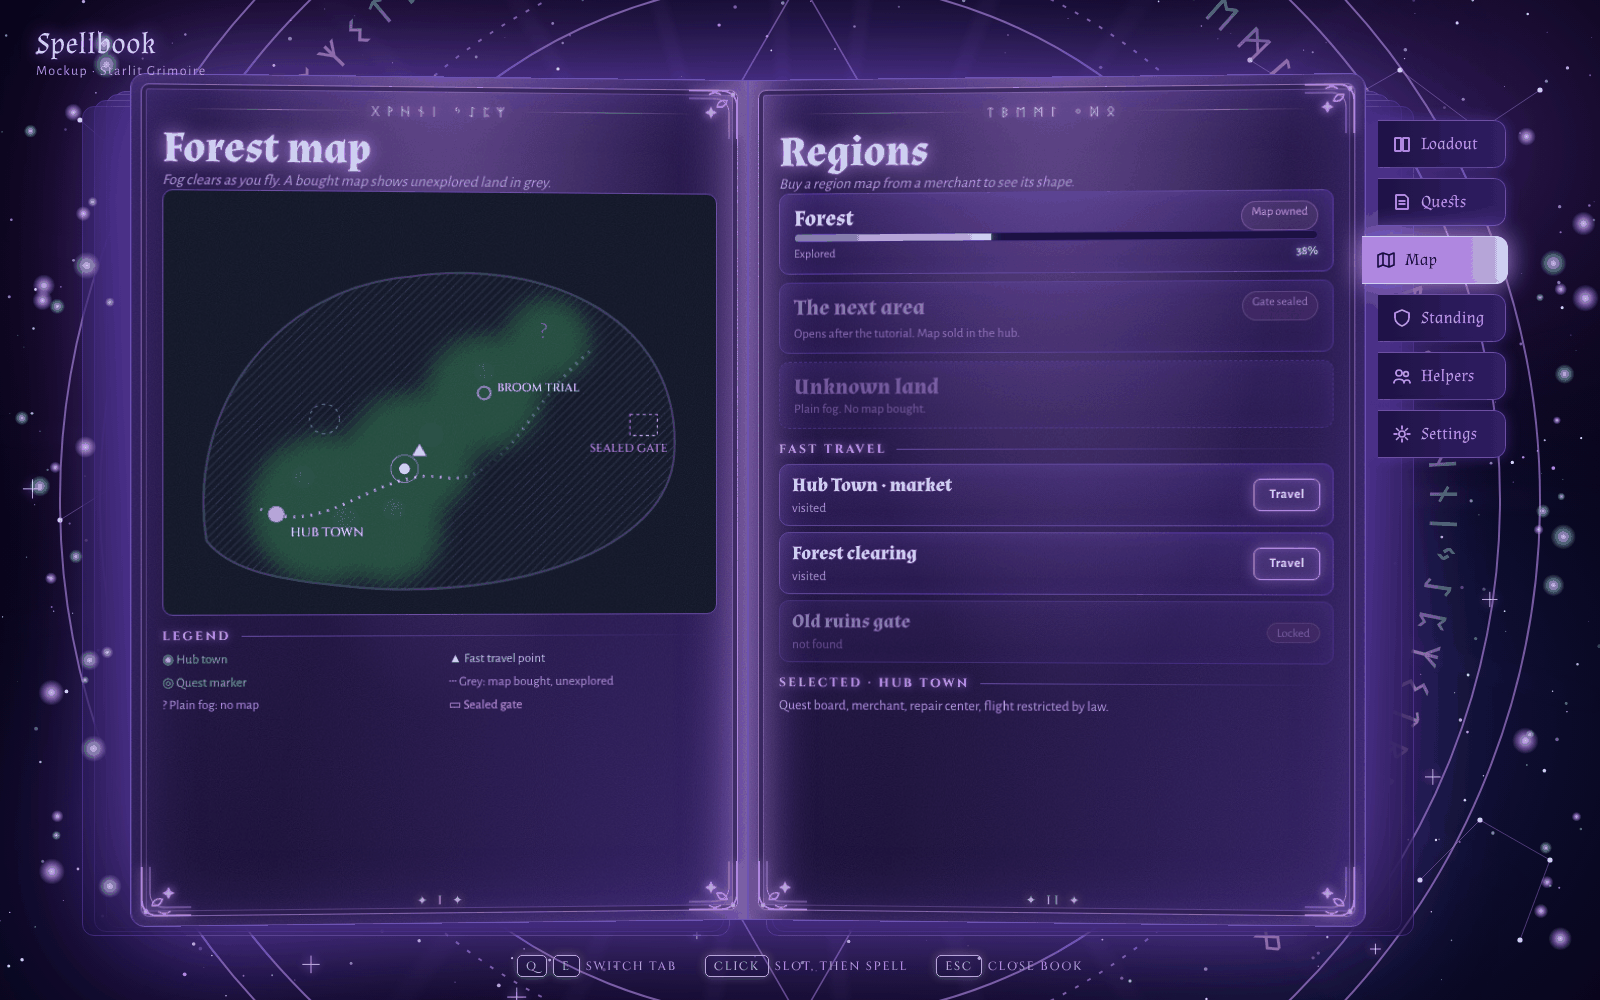 Spellbook
Mockup · Starlit Grimoire
Forest map
Fog clears as you fly. A bought map shows unexplored land in grey.
?
BROOM TRIAL
SEALED GATE
HUB TOWN
LEGEND
Hub town
Fast travel point
Quest marker
Grey: map bought, unexplored
? Plain fog: no map
Sealed gate
I
Regions
Buy a region map from a merchant to see its shape.
Forest
Map owned
Explored
38%
The next area
Gate sealed
Opens after the tutorial. Map sold in the hub.
Unknown land
Plain fog. No map bought.
FAST TRAVEL
Hub Town · market
visited
Travel
Forest clearing
visited
Travel
Old ruins gate
not found
Locked
SELECTED · HUB TOWN
Quest board, merchant, repair center, flight restricted by law.
II
Loadout
Quests
Map
Standing
Helpers
Settings
Q E SWITCH TAB
CLICK SLOT, THEN SPELL
ESC CLOSE BOOK